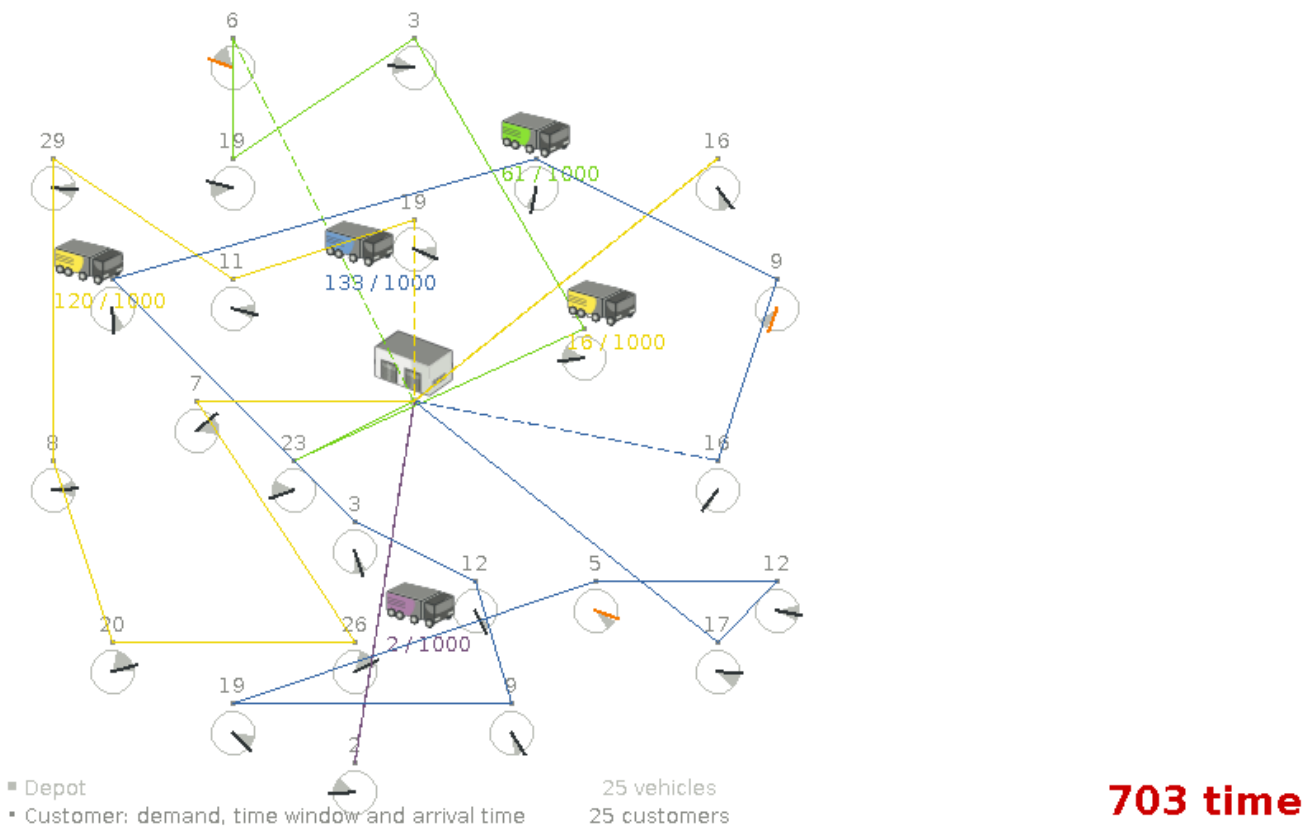 6 3
29 19 16
61 / 1000
19
11 9
133 / 1000
120 / 1000
16 / 1000
7
8 23 16
3
12 5 12
20 26 2 / 1000 17
19 9
2
Depot 25 vehicles
Customer: demand, time window and arrival time 25 customers
703 time